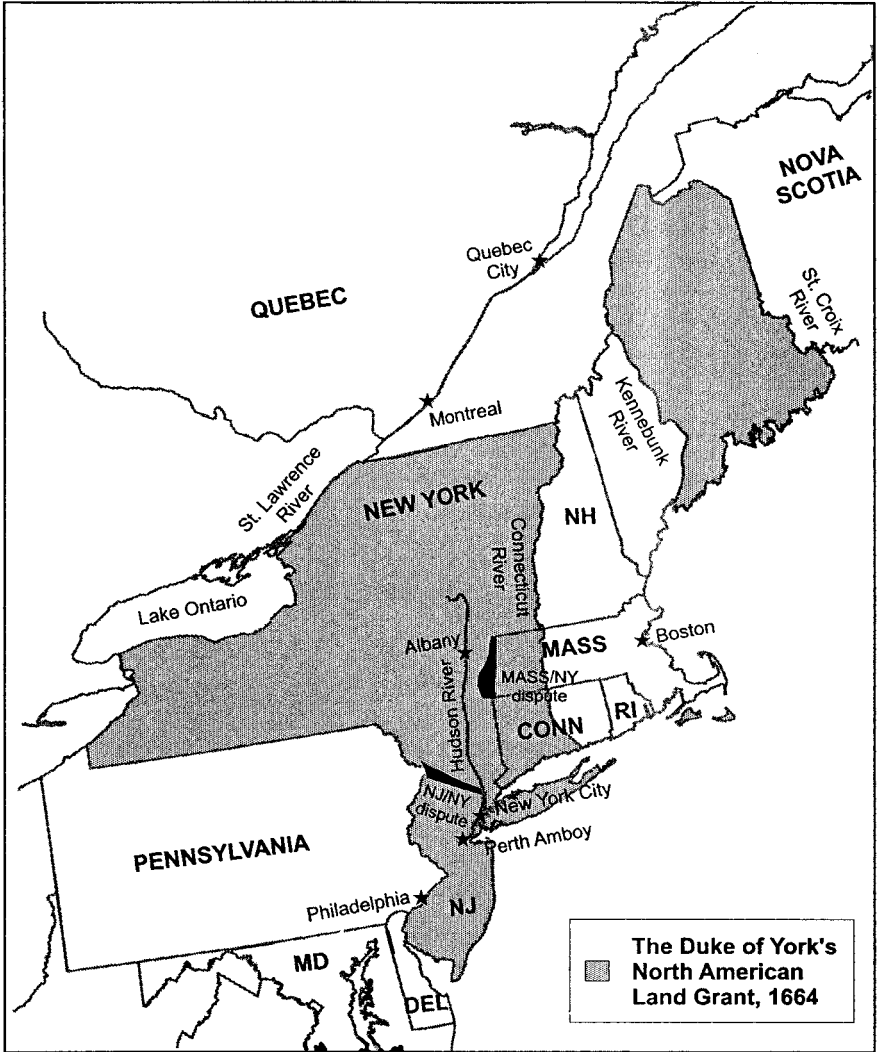 NOVA
SCOTIA
Quebec
City
QUEBEC
St. Croix
River
Montreal
Kennebunk
River
St. Lawrence
River
NEW YORK
NH
Connecticut
River
Lake Ontario
Albany
MASS
Boston
MASS/NY
dispute
Hudson River
CONN
RI
NJ/NY
dispute
New York City
Perth Amboy
PENNSYLVANIA
Philadelphia
NJ
MD
DEL
The Duke of York's
North American
Land Grant, 1664